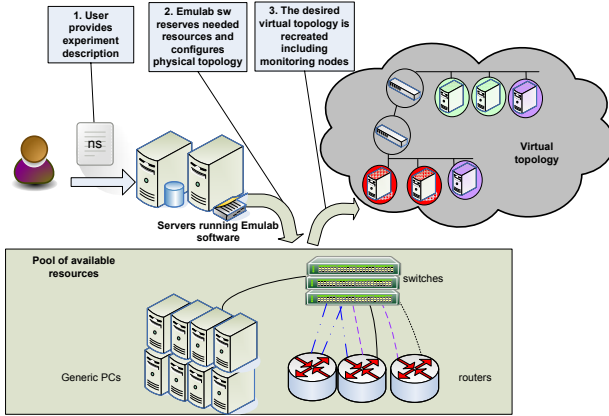 1. User
provides
experiment
description
2. Emulab sw
reserves needed
resources and
configures
physical topology
3. The desired
virtual topology is
recreated
including
monitoring nodes
ns
Virtual
topology
Servers running Emulab
software
Pool of available
resources
switches
Generic PCs
routers